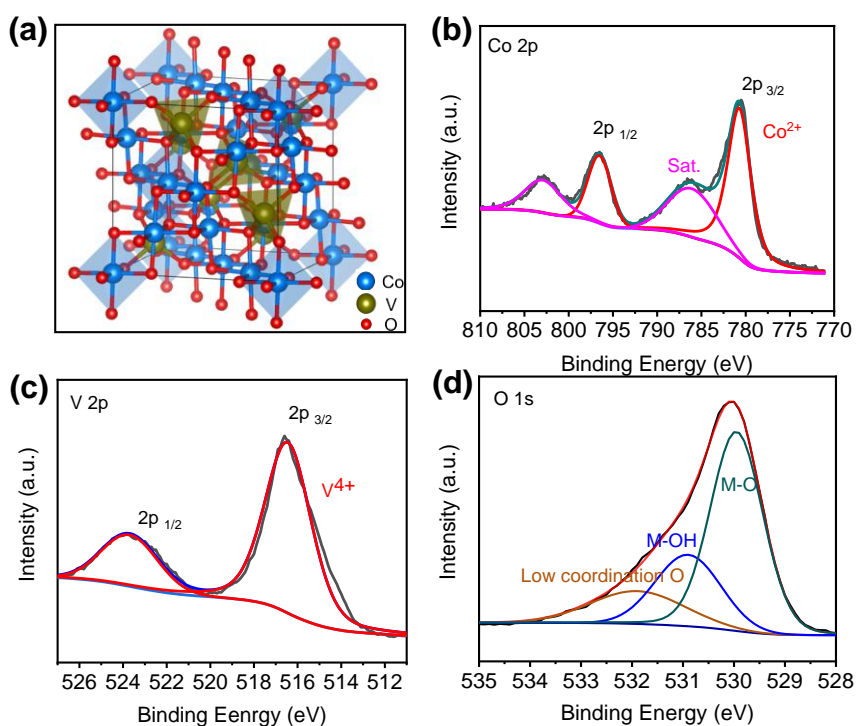 (a)
Co
V
O
(b)
Co 2p
2p 3/2
2p 1/2
Co²⁺
Sat.
Intensity (a.u.)
810 805 800 795 790 785 780 775 770
Binding Energy (eV)
(c)
V 2p
2p 3/2
V⁴⁺
2p 1/2
Intensity (a.u.)
526 524 522 520 518 516 514 512
Binding Eenrgy (eV)
(d)
O 1s
M-O
M-OH
Low coordination O
Intensity (a.u.)
535 534 533 532 531 530 529 528
Binding Energy (eV)